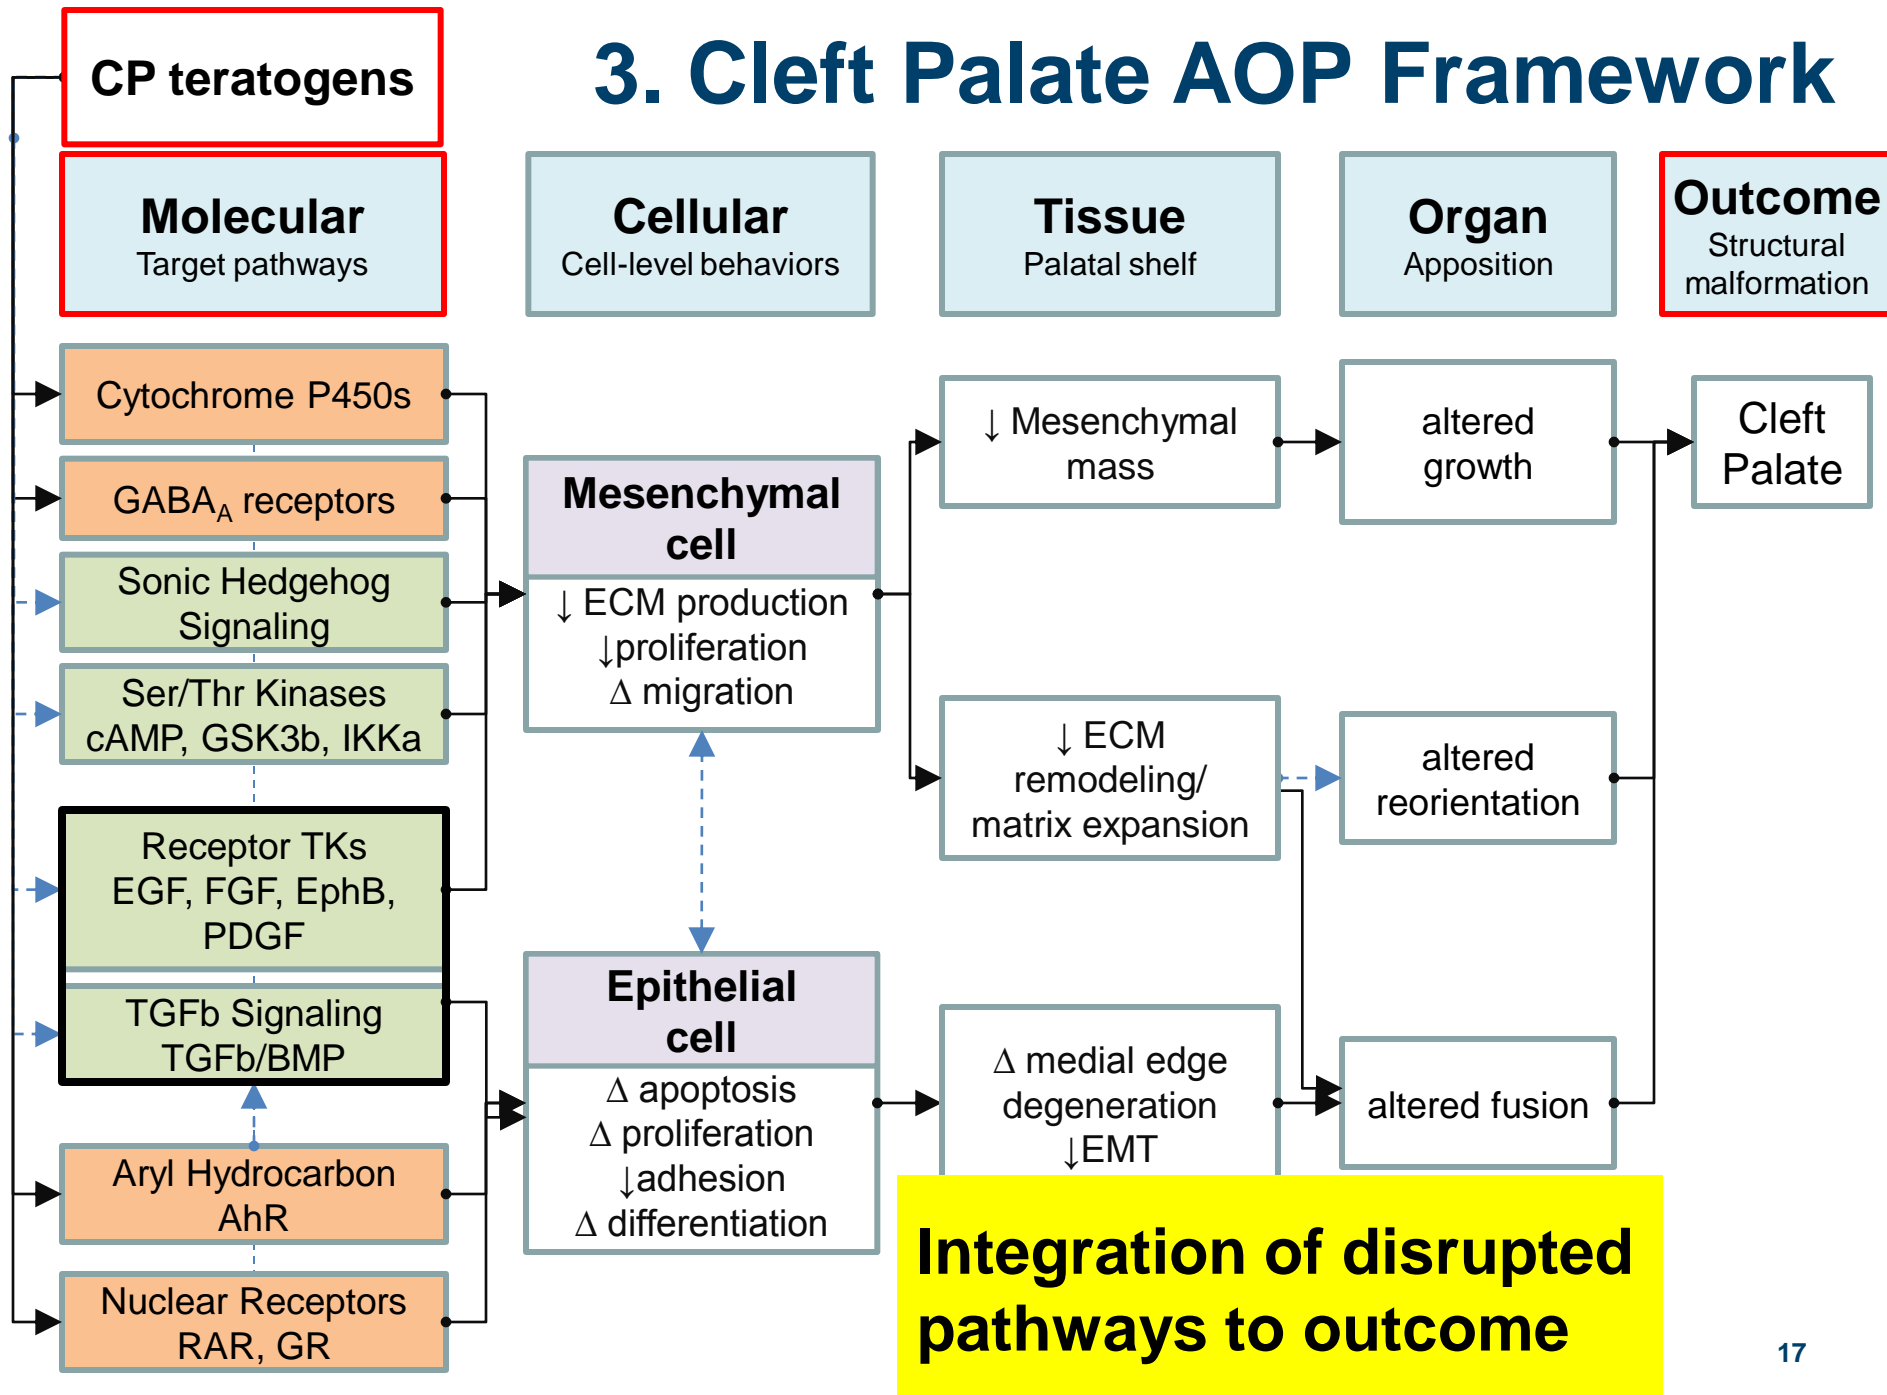 CP teratogens
3. Cleft Palate AOP Framework
Molecular
Target pathways
Cellular
Cell-level behaviors
Tissue
Palatal shelf
Organ
Apposition
Outcome
Structural
malformation
Cytochrome P450s
GABA_A receptors
Sonic Hedgehog
Signaling
Ser/Thr Kinases
cAMP, GSK3b, IKKa
Receptor TKs
EGF, FGF, EphB,
PDGF
TGFb Signaling
TGFb/BMP
Aryl Hydrocarbon
AhR
Nuclear Receptors
RAR, GR
Mesenchymal
cell
↓ ECM production
↓proliferation
Δ migration
Epithelial
cell
Δ apoptosis
Δ proliferation
↓adhesion
Δ differentiation
↓ Mesenchymal
mass
↓ ECM
remodeling/
matrix expansion
Δ medial edge
degeneration
↓EMT
altered
growth
altered
reorientation
altered fusion
Cleft
Palate
Integration of disrupted
pathways to outcome
17